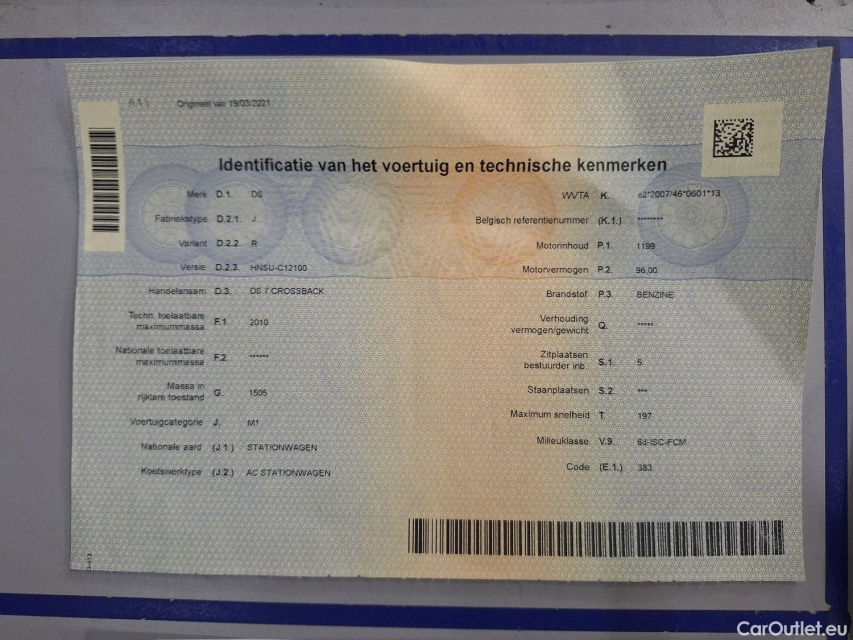 (I.1.) Origineel van 19/03/2021
Identificatie van het voertuig en technische kenmerken
Merk D.1. DS
Fabriekstype D.2.1. J
Variant D.2.2. R
Versie D.2.3. HNSU-C12100
Handelsnaam D.3. DS 7 CROSSBACK
Techn. toelaatbare
maximummassa F.1. 2010
Nationale toelaatbare
maximummassa F.2. ******
Massa in
rijklare toestand G. 1505
Voertuigcategorie J. M1
Nationale aard (J.1.) STATIONWAGEN
Koetswerktype (J.2.) AC STATIONWAGEN
WVTA K. e2*2007/46*0601*13
Belgisch referentienummer (K.1.) ********
Motorinhoud P.1. 1199
Motorvermogen P.2. 96,00
Brandstof P.3. BENZINE
Verhouding
vermogen/gewicht Q. *****
Zitplaatsen
bestuurder inb. S.1. 5
Staanplaatsen S.2. ***
Maximum snelheid T. 197
Milieuklasse V.9. 6d-ISC-FCM
Code (E.1.) 383
CarOutlet.eu